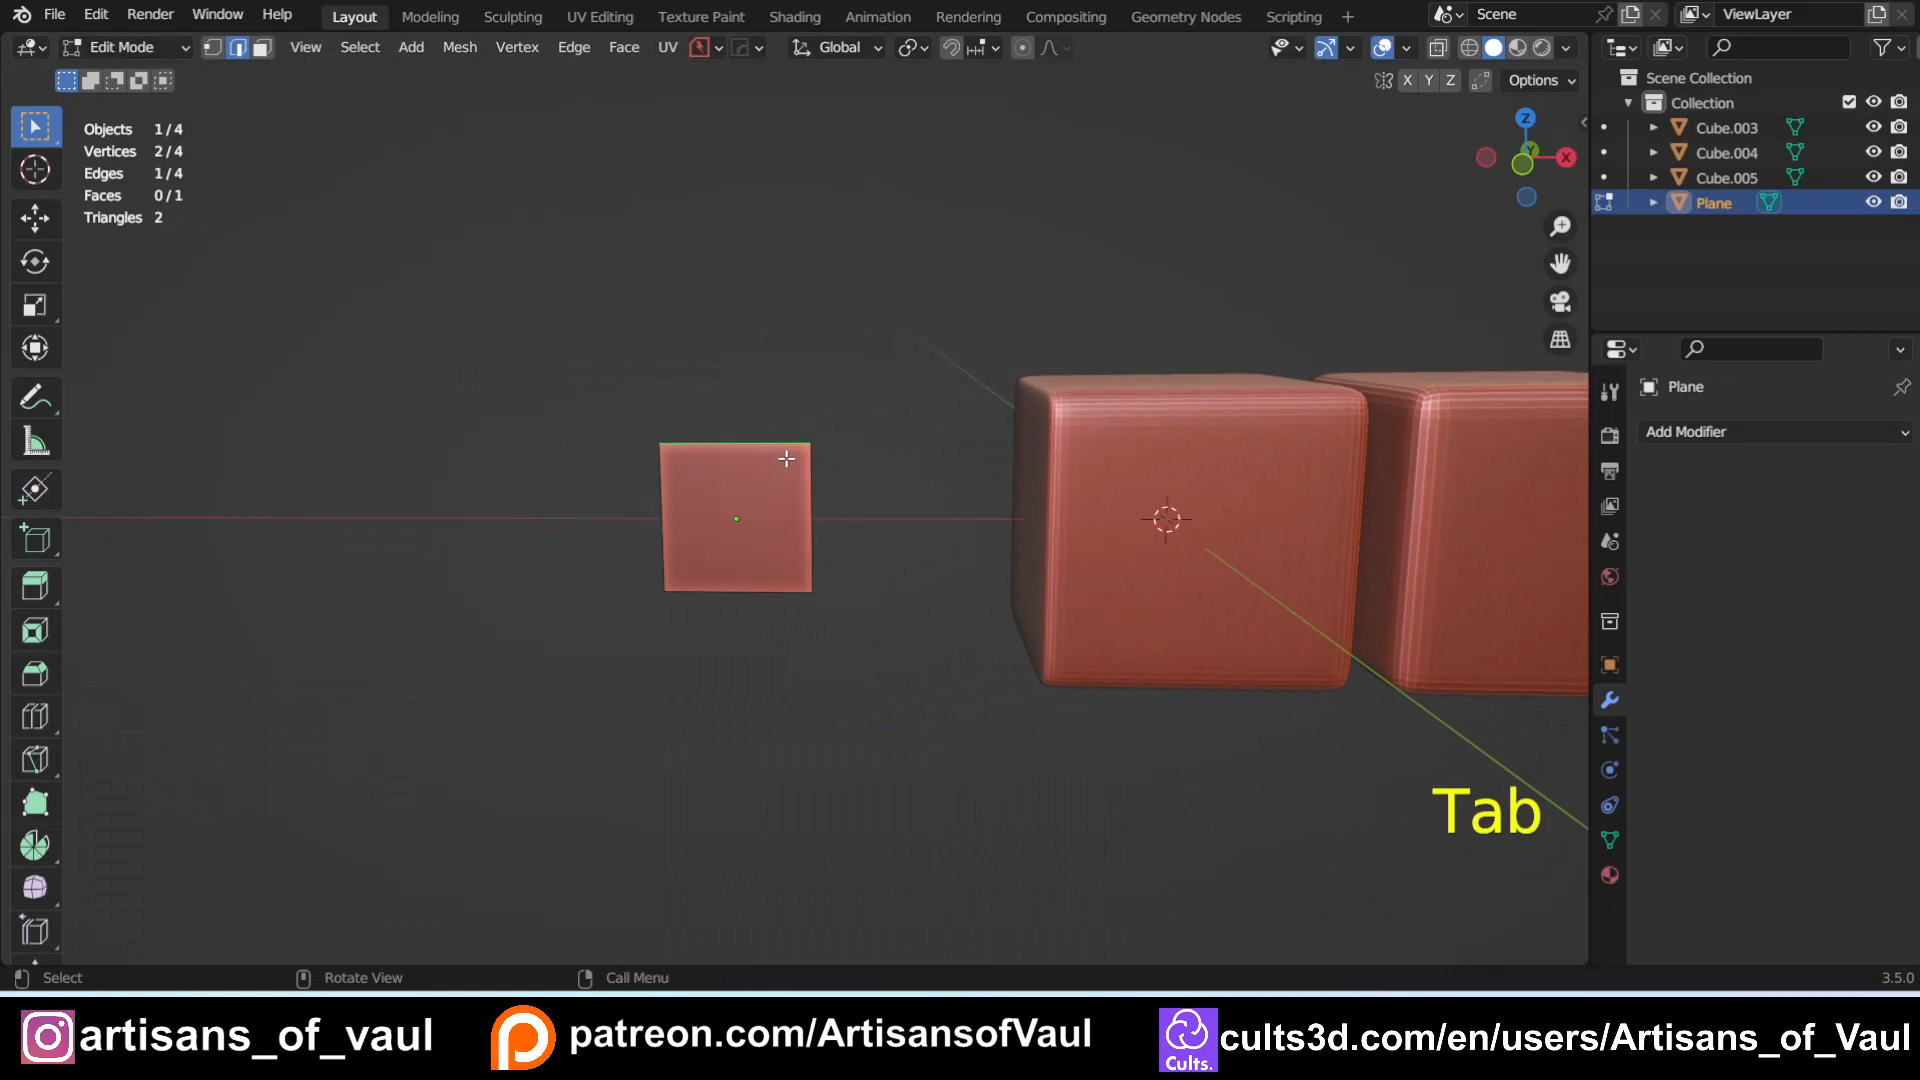 File Edit Render Window Help Layout Modeling Sculpting UV Editing Texture Paint Shading Animation Rendering Compositing Geometry Nodes Scripting + Scene ViewLayer
Edit Mode View Select Add Mesh Vertex Edge Face UV Global
X Y Z Options
Scene Collection
Collection
Cube.003
Cube.004
Cube.005
Plane
Objects 1/4
Vertices 2/4
Edges 1/4
Faces 0/1
Triangles 2
Z
Y
X
Plane
Add Modifier
Tab
Select Rotate View Call Menu 3.5.0
artisans_of_vaul patreon.com/ArtisansofVaul Cults. cults3d.com/en/users/Artisans_of_Vaul